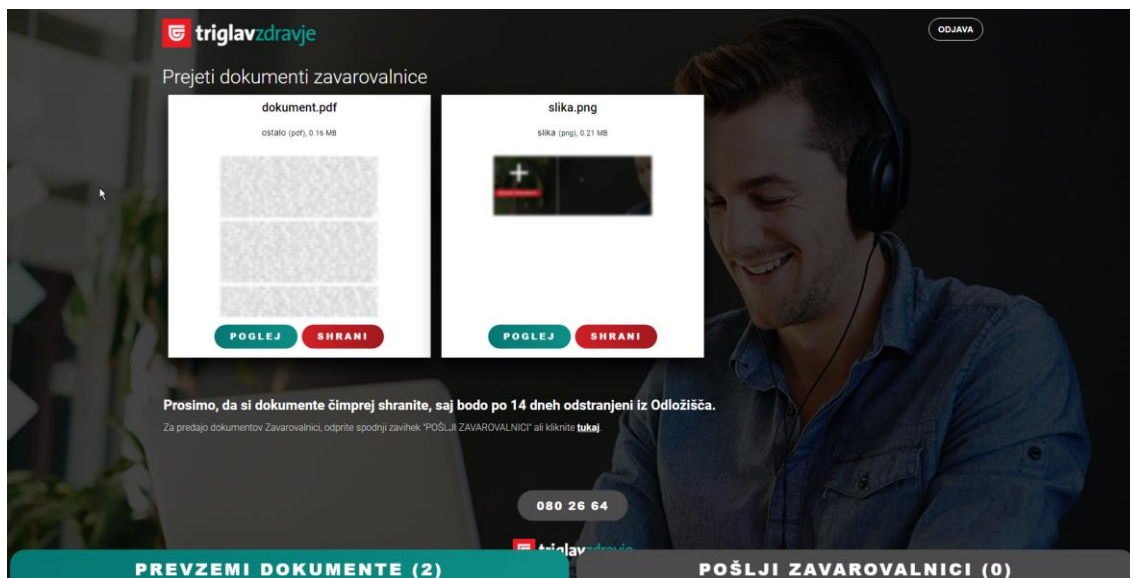 triglavzdravje
ODJAVA
Prejeti dokumenti zavarovalnice
dokument.pdf
ostalo (pdf), 0.16 MB
POGLEJ
SHRANI
slika.png
slika (png), 0.21 MB
POGLEJ
SHRANI
Prosimo, da si dokumente čimprej shranite, saj bodo po 14 dneh odstranjeni iz Odložišča.
Za predajo dokumentov Zavarovalnici, odprite spodnji zavihek "POŠLJI ZAVAROVALNICI" ali kliknite tukaj.
080 26 64
triglavzdravje
PREVZEMI DOKUMENTE (2)
POŠLJI ZAVAROVALNICI (0)